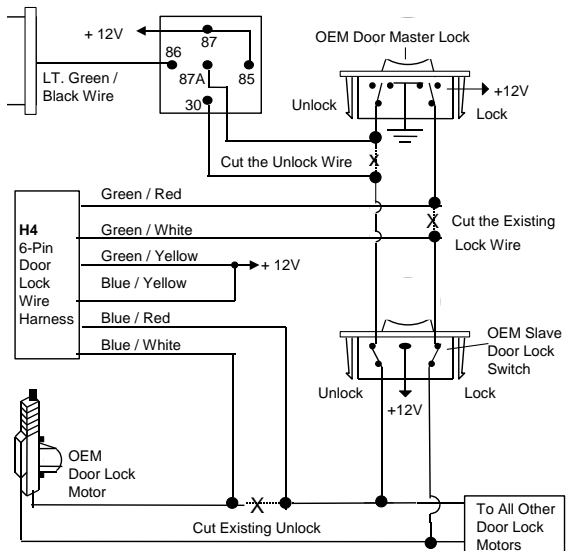 + 12V
86
87
87A
85
30
LT. Green /
Black Wire
OEM Door Master Lock
+12V
Unlock
Lock
Cut the Unlock Wire
X
Green / Red
Green / White
Green / Yellow
+ 12V
Blue / Yellow
Blue / Red
Blue / White
H4
6-Pin
Door
Lock
Wire
Harness
X
Cut the Existing
Lock Wire
OEM Slave
Door Lock
Switch
Unlock
Lock
+12V
OEM
Door Lock
Motor
X
Cut Existing Unlock
To All Other
Door Lock
Motors